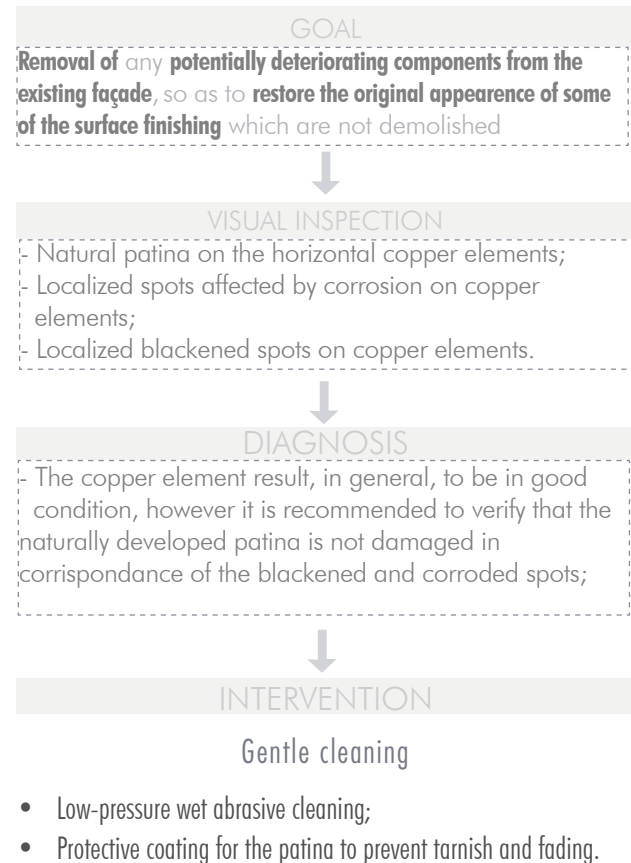 GOAL
Removal of any potentially deteriorating components from the
existing façade, so as to restore the original appearence of some
of the surface finishing which are not demolished
VISUAL INSPECTION
- Natural patina on the horizontal copper elements;
- Localized spots affected by corrosion on copper
elements;
- Localized blackened spots on copper elements.
DIAGNOSIS
- The copper element result, in general, to be in good
condition, however it is recommended to verify that the
naturally developed patina is not damaged in
corrispondance of the blackened and corroded spots;
INTERVENTION
Gentle cleaning
• Low-pressure wet abrasive cleaning;
• Protective coating for the patina to prevent tarnish and fading.